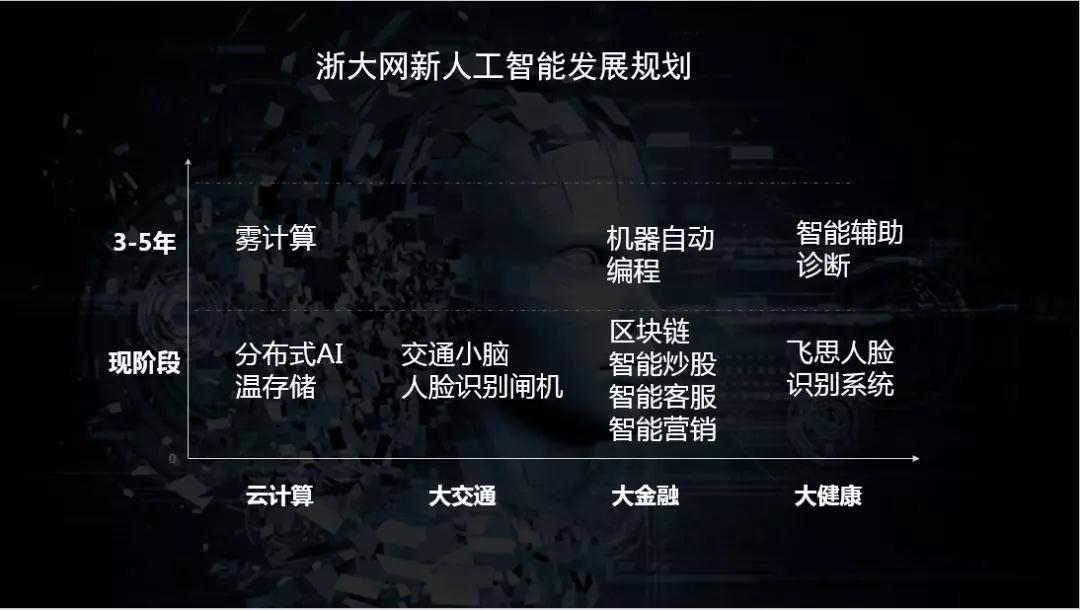 浙大网新人工智能发展规划
3-5年
雾计算
机器自动
编程
智能辅助
诊断
现阶段
分布式AI
温存储
交通小脑
人脸识别闸机
区块链
智能炒股
智能客服
智能营销
飞思人脸
识别系统
0
云计算
大交通
大金融
大健康